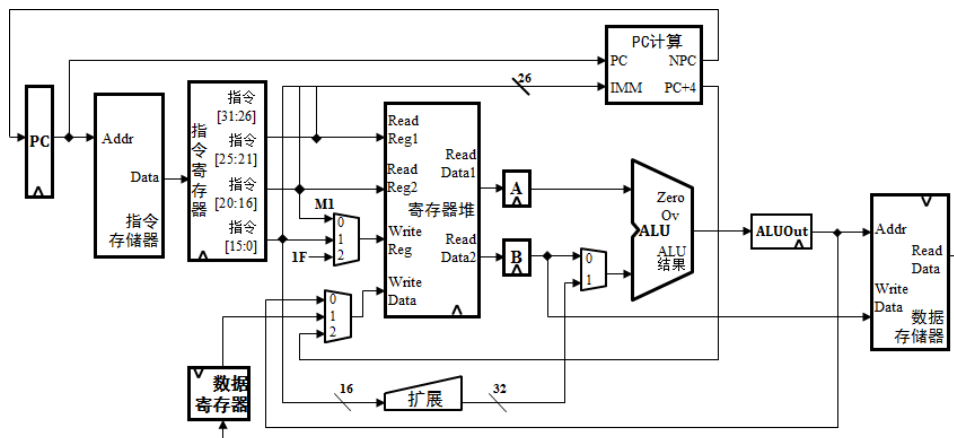 PC计算
PC NPC
IMM PC+4
26
PC
Addr
Data
指令
存储器
指令寄存器
指令
[31:26]
指令
[25:21]
指令
[20:16]
指令
[15:0]
M1
0
1
2
1F
0
1
2
Read
Reg1
Read
Reg2
Write
Reg
Write
Data
Read
Data1
寄存器堆
Read
Data2
A
B
0
1
Zero
Ov
ALU
ALU
结果
ALUOut
Addr
Read
Data
Write
Data
数据
存储器
数据
寄存器
16
扩展
32